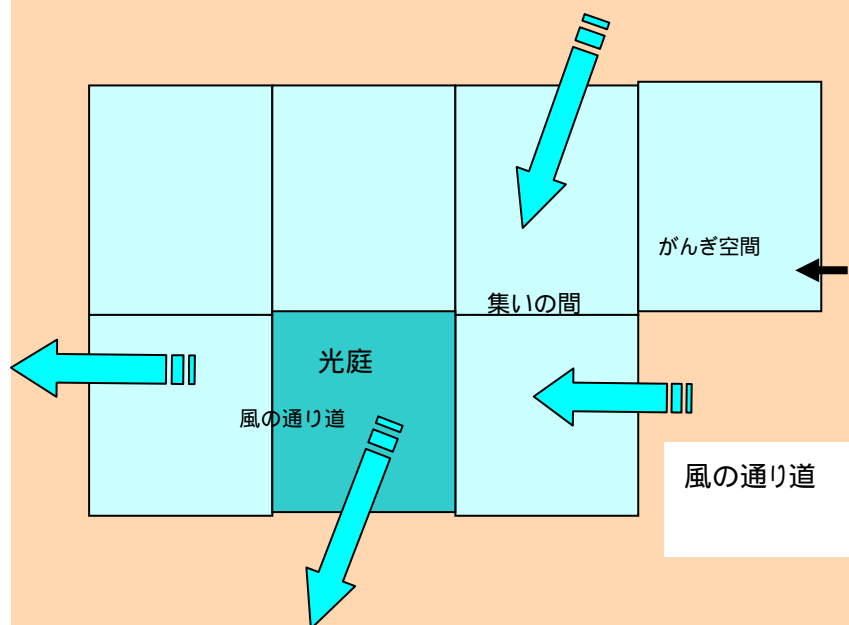 がんぎ空間
集いの間
光庭
風の通り道
風の通り道